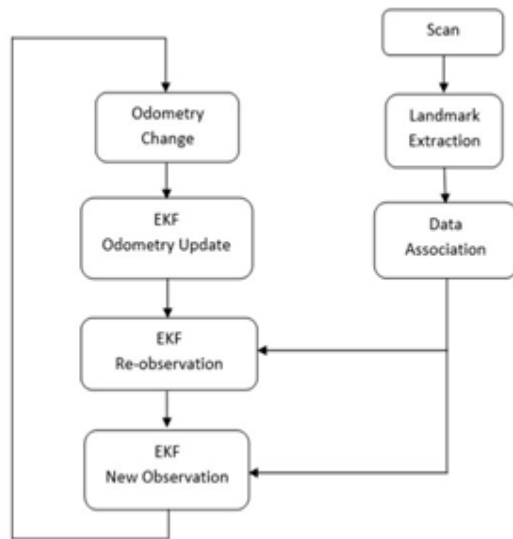 Scan
Odometry
Change
Landmark
Extraction
EKF
Odometry Update
Data
Association
EKF
Re-observation
EKF
New Observation